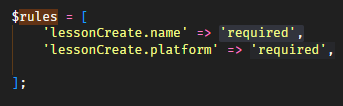 $rules = [
'lessonCreate.name' => 'required',
'lessonCreate.platform' => 'required',
];